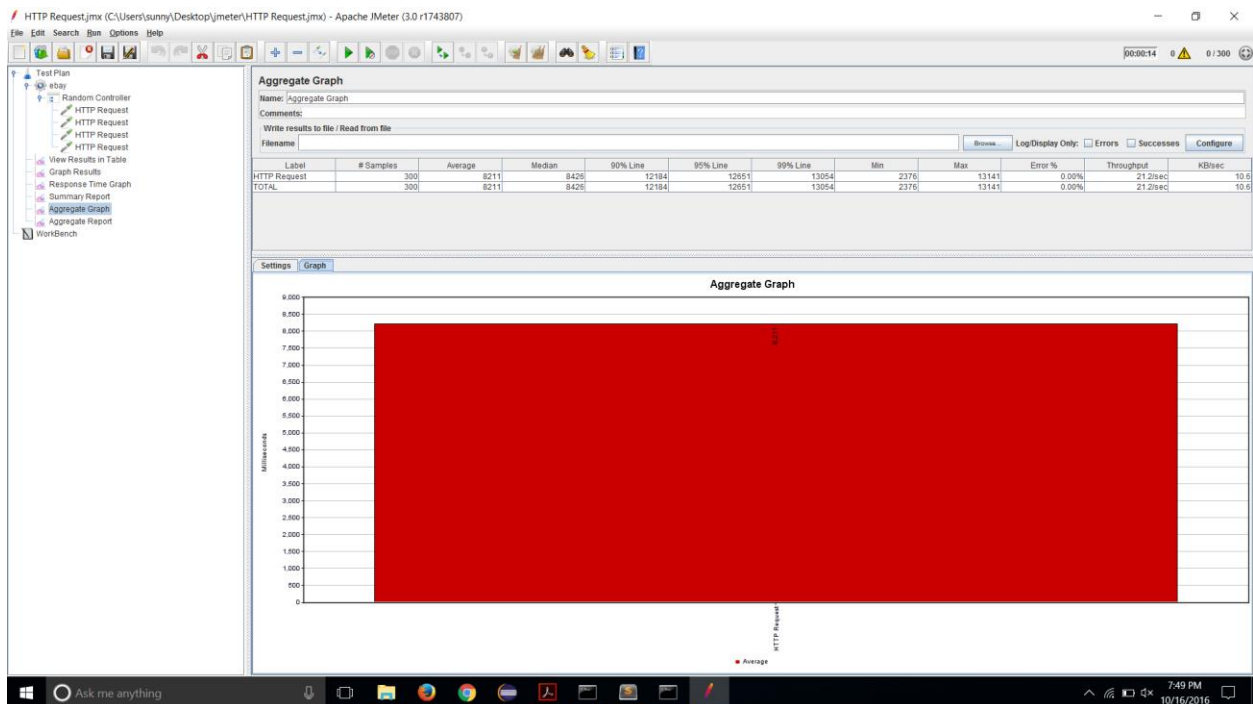 HTTP Request.jmx (C:\Users\sunny\Desktop\jmeter\HTTP Request.jmx) - Apache JMeter (3.0 r1743807)
File Edit Search Run Options Help
00:00:14 0 0 / 300
Test Plan
ebay
Random Controller
HTTP Request
HTTP Request
HTTP Request
HTTP Request
View Results in Table
Graph Results
Response Time Graph
Summary Report
Aggregate Graph
Aggregate Report
WorkBench
Aggregate Graph
Name: Aggregate Graph
Comments:
Write results to file / Read from file
Filename Browse... Log/Display Only: Errors Successes Configure
Label # Samples Average Median 90% Line 95% Line 99% Line Min Max Error % Throughput KB/sec
HTTP Request 300 8211 8426 12184 12651 13054 2376 13141 0.00% 21.2/sec 10.6
TOTAL 300 8211 8426 12184 12651 13054 2376 13141 0.00% 21.2/sec 10.6
Settings Graph
Aggregate Graph
9,000
8,500
8,000
7,500
7,000
6,500
6,000
5,500
5,000
4,500
4,000
3,500
3,000
2,500
2,000
1,500
1,000
500
0
Milliseconds
8,211
HTTP Request
Average
Ask me anything
7:49 PM
10/16/2016